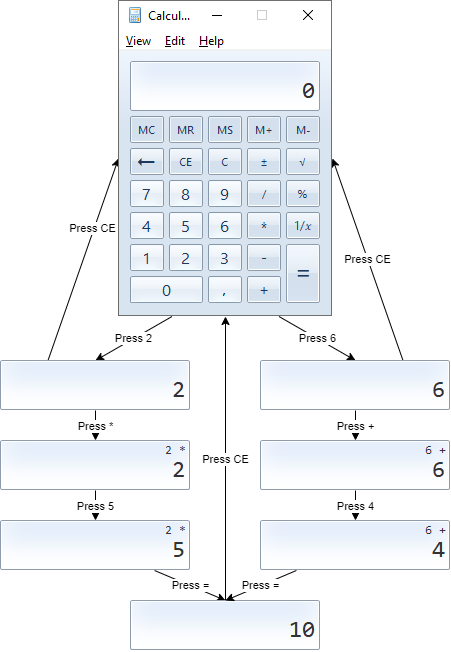 Calcul...
View Edit Help
0
MC MR MS M+ M-
← CE C ± √
7 8 9 / %
4 5 6 * 1/x
1 2 3 - =
0 , +
Press CE
Press CE
Press 2
Press 6
2
6
Press *
Press +
2 *
2
6 +
6
Press CE
Press 5
Press 4
2 *
5
6 +
4
Press =
Press =
10